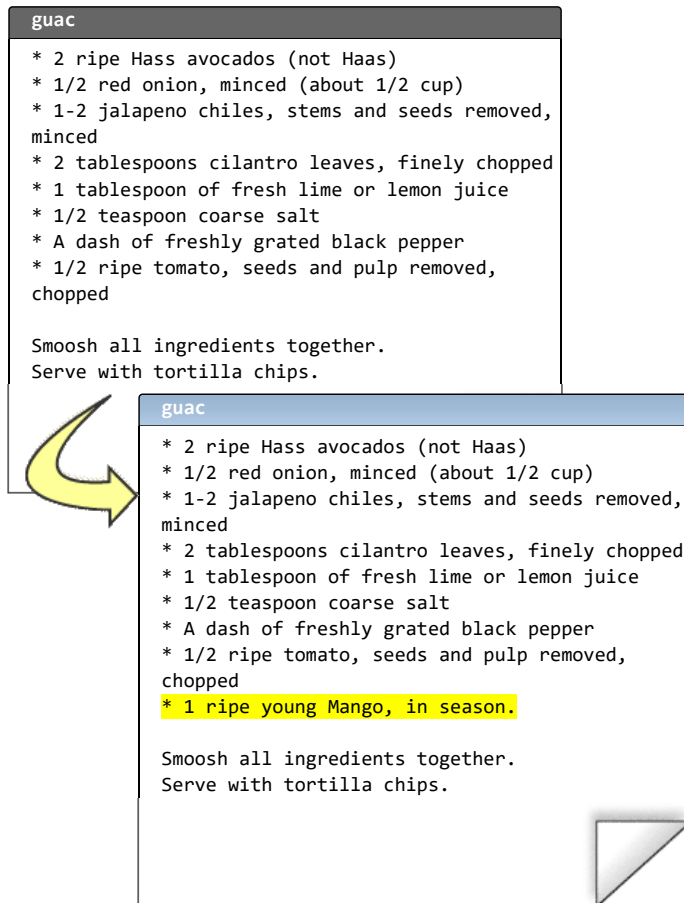 guac
* 2 ripe Hass avocados (not Haas)
* 1/2 red onion, minced (about 1/2 cup)
* 1-2 jalapeno chiles, stems and seeds removed,
minced
* 2 tablespoons cilantro leaves, finely chopped
* 1 tablespoon of fresh lime or lemon juice
* 1/2 teaspoon coarse salt
* A dash of freshly grated black pepper
* 1/2 ripe tomato, seeds and pulp removed,
chopped
Smoosh all ingredients together.
Serve with tortilla chips.
guac
* 2 ripe Hass avocados (not Haas)
* 1/2 red onion, minced (about 1/2 cup)
* 1-2 jalapeno chiles, stems and seeds removed,
minced
* 2 tablespoons cilantro leaves, finely chopped
* 1 tablespoon of fresh lime or lemon juice
* 1/2 teaspoon coarse salt
* A dash of freshly grated black pepper
* 1/2 ripe tomato, seeds and pulp removed,
chopped
* 1 ripe young Mango, in season.
Smoosh all ingredients together.
Serve with tortilla chips.